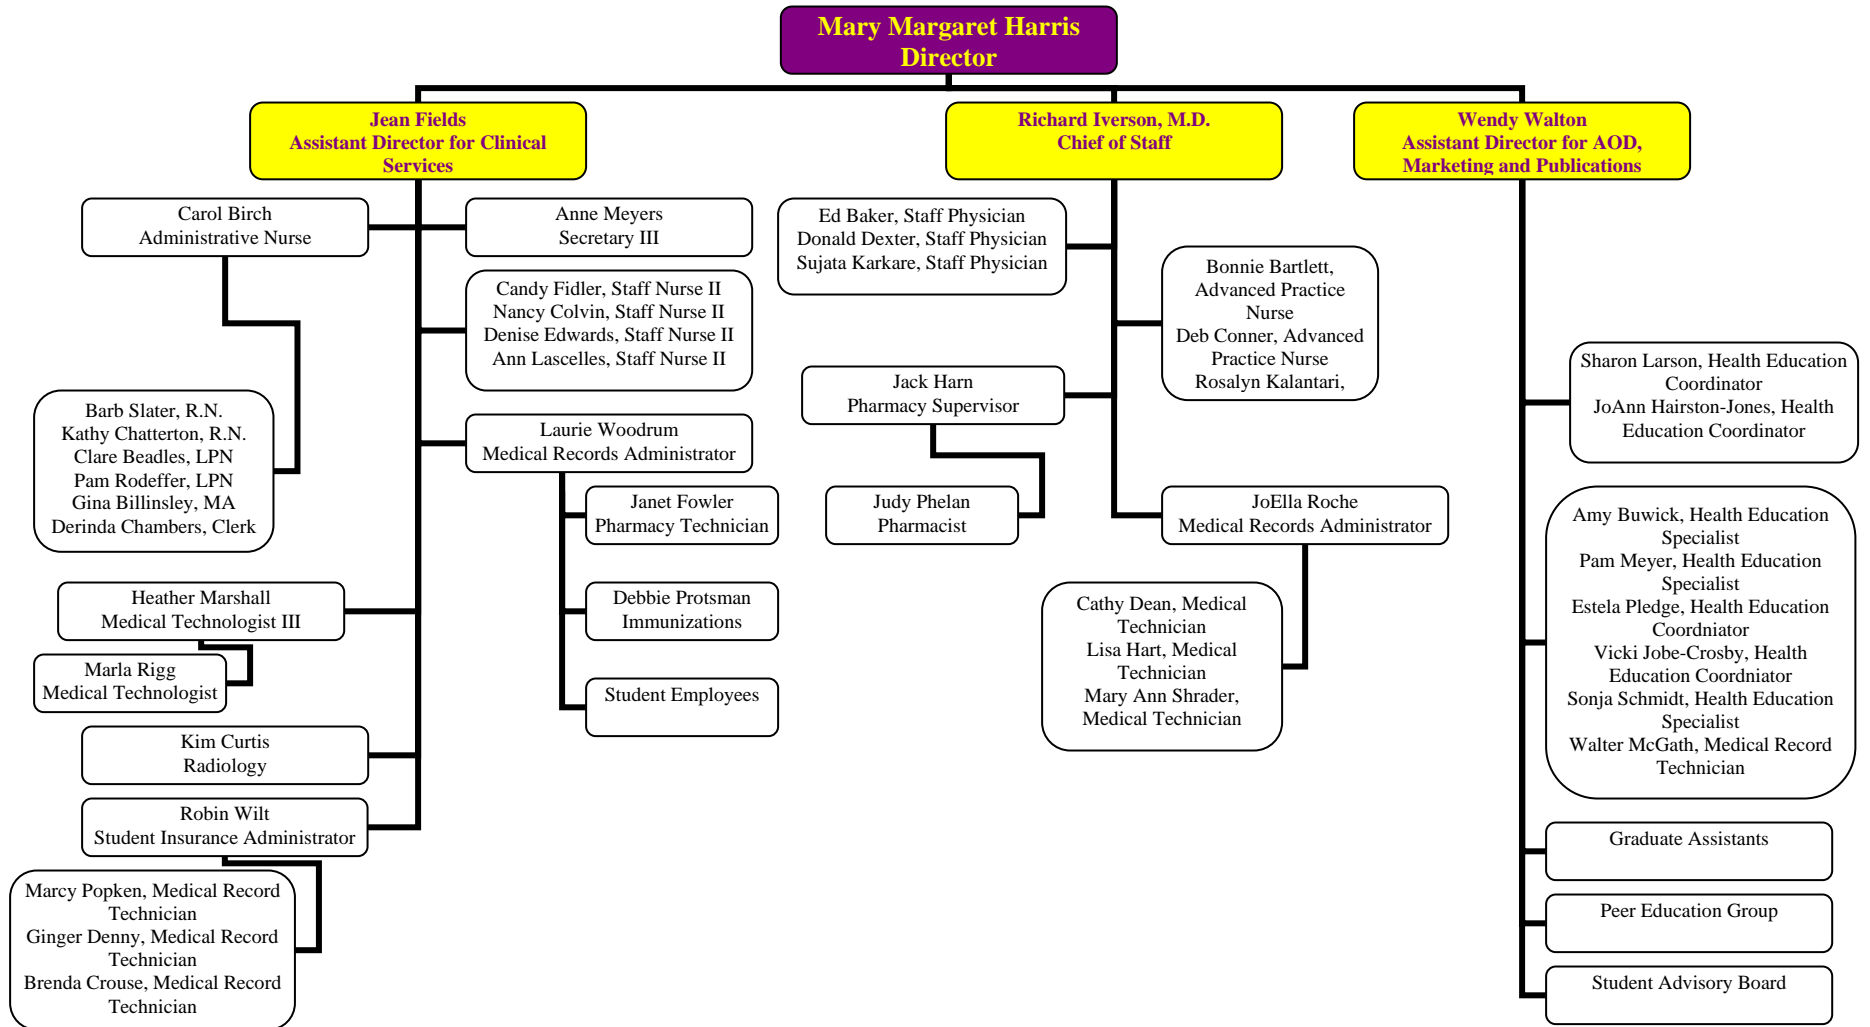 Mary Margaret Harris
Director
Jean Fields
Assistant Director for Clinical
Services
Richard Iverson, M.D.
Chief of Staff
Wendy Walton
Assistant Director for AOD,
Marketing and Publications
Carol Birch
Administrative Nurse
Anne Meyers
Secretary III
Candy Fidler, Staff Nurse II
Nancy Colvin, Staff Nurse II
Denise Edwards, Staff Nurse II
Ann Lascelles, Staff Nurse II
Barb Slater, R.N.
Kathy Chatterton, R.N.
Clare Beadles, LPN
Pam Rodeffer, LPN
Gina Billinsley, MA
Derinda Chambers, Clerk
Laurie Woodrum
Medical Records Administrator
Janet Fowler
Pharmacy Technician
Debbie Protsman
Immunizations
Student Employees
Heather Marshall
Medical Technologist III
Marla Rigg
Medical Technologist
Kim Curtis
Radiology
Robin Wilt
Student Insurance Administrator
Marcy Popken, Medical Record
Technician
Ginger Denny, Medical Record
Technician
Brenda Crouse, Medical Record
Technician
Ed Baker, Staff Physician
Donald Dexter, Staff Physician
Sujata Karkare, Staff Physician
Bonnie Bartlett,
Advanced Practice
Nurse
Deb Conner, Advanced
Practice Nurse
Rosalyn Kalantari,
Jack Harn
Pharmacy Supervisor
Judy Phelan
Pharmacist
JoElla Roche
Medical Records Administrator
Cathy Dean, Medical
Technician
Lisa Hart, Medical
Technician
Mary Ann Shrader,
Medical Technician
Sharon Larson, Health Education
Coordinator
JoAnn Hairston-Jones, Health
Education Coordinator
Amy Buwick, Health Education
Specialist
Pam Meyer, Health Education
Specialist
Estela Pledge, Health Education
Coordniator
Vicki Jobe-Crosby, Health
Education Coordniator
Sonja Schmidt, Health Education
Specialist
Walter McGath, Medical Record
Technician
Graduate Assistants
Peer Education Group
Student Advisory Board